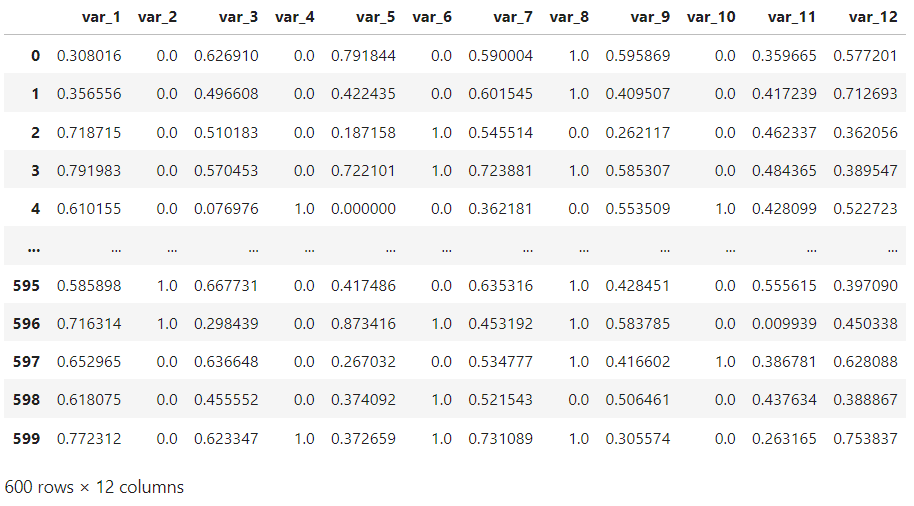 var_1 var_2 var_3 var_4 var_5 var_6 var_7 var_8 var_9 var_10 var_11 var_12
0 0.308016 0.0 0.626910 0.0 0.791844 0.0 0.590004 1.0 0.595869 0.0 0.359665 0.577201
1 0.356556 0.0 0.496608 0.0 0.422435 0.0 0.601545 1.0 0.409507 0.0 0.417239 0.712693
2 0.718715 0.0 0.510183 0.0 0.187158 1.0 0.545514 0.0 0.262117 0.0 0.462337 0.362056
3 0.791983 0.0 0.570453 0.0 0.722101 1.0 0.723881 1.0 0.585307 0.0 0.484365 0.389547
4 0.610155 0.0 0.076976 1.0 0.000000 0.0 0.362181 0.0 0.553509 1.0 0.428099 0.522723
... ... ... ... ... ... ... ... ... ... ... ... ...
595 0.585898 1.0 0.667731 0.0 0.417486 0.0 0.635316 1.0 0.428451 0.0 0.555615 0.397090
596 0.716314 1.0 0.298439 0.0 0.873416 1.0 0.453192 1.0 0.583785 0.0 0.009939 0.450338
597 0.652965 0.0 0.636648 0.0 0.267032 0.0 0.534777 1.0 0.416602 1.0 0.386781 0.628088
598 0.618075 0.0 0.455552 0.0 0.374092 1.0 0.521543 0.0 0.506461 0.0 0.437634 0.388867
599 0.772312 0.0 0.623347 1.0 0.372659 1.0 0.731089 1.0 0.305574 0.0 0.263165 0.753837
600 rows × 12 columns